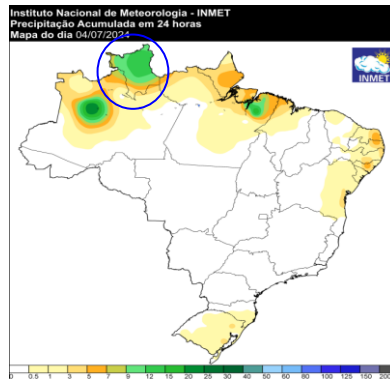 Instituto Nacional de Meteorologia - INMET
Precipitação Acumulada em 24 horas
Mapa do dia 04/07/2024
INMET
0 0.5 1 3 5 7 9 12 15 20 25 30 40 50 60 80 100 125 150 200